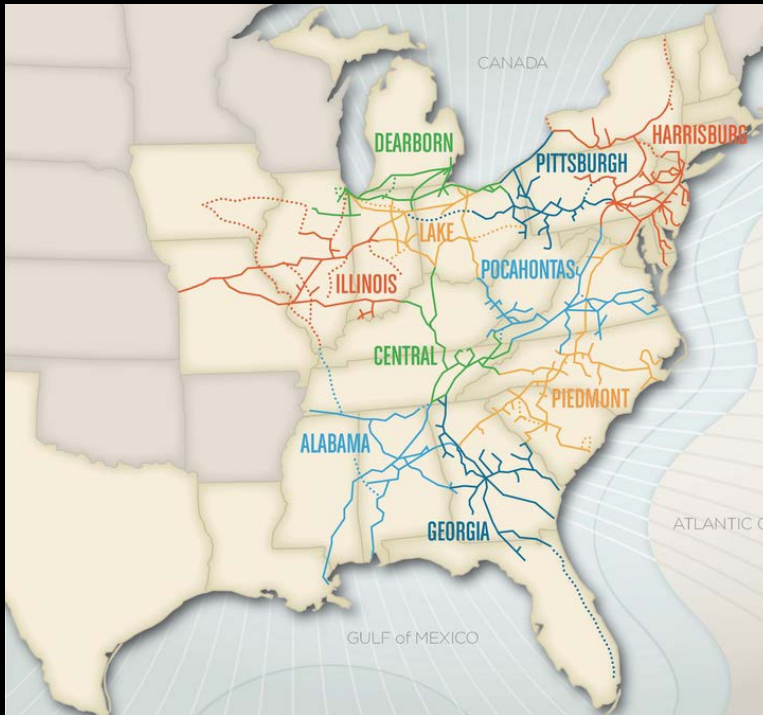 CANADA
DEARBORN
HARRISBURG
PITTSBURGH
LAKE
POCAHONTAS
ILLINOIS
CENTRAL
PIEDMONT
ALABAMA
ATLANTIC
GEORGIA
GULF of MEXICO